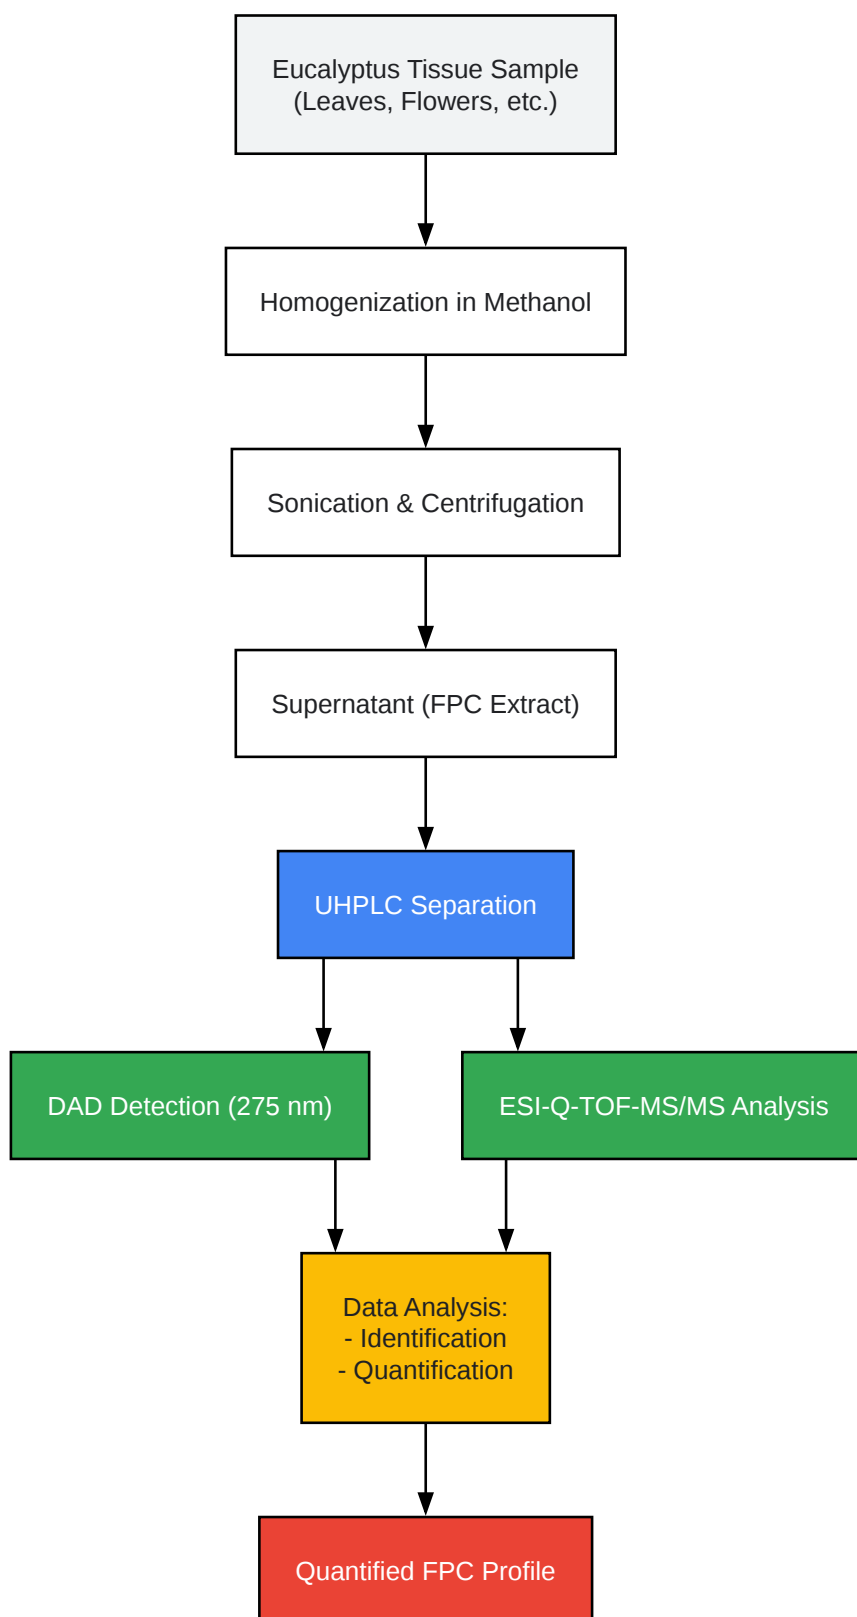 Eucalyptus Tissue Sample
(Leaves, Flowers, etc.)
Homogenization in Methanol
Sonication & Centrifugation
Supernatant (FPC Extract)
UHPLC Separation
DAD Detection (275 nm)
ESI-Q-TOF-MS/MS Analysis
Data Analysis:
- Identification
- Quantification
Quantified FPC Profile